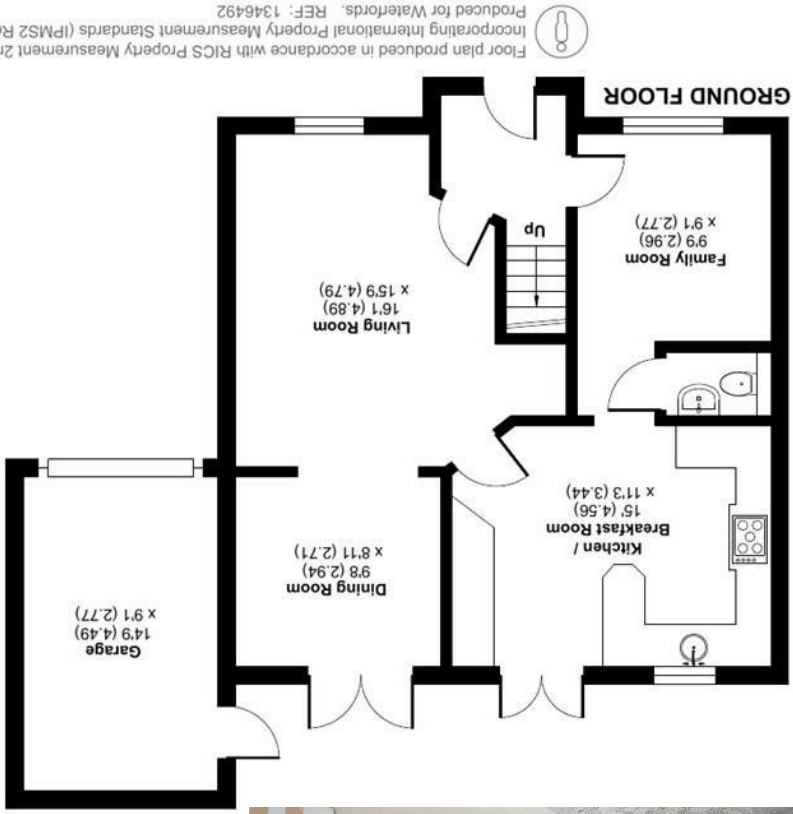 Garage
14'9 (4.49)
x 9'1 (2.77)
Dining Room
9'8 (2.94)
x 8'11 (2.71)
Kitchen /
Breakfast Room
15' (4.56)
x 11'3 (3.44)
Living Room
16'1 (4.89)
x 15'9 (4.79)
Family Room
9'9 (2.96)
x 9'1 (2.77)
Up
GROUND FLOOR
Floor plan produced in accordance with RICS Property Measurement
Incorporating International Property Measurement Standards (IPMS2
Produced for Waterfords. REF: 1346492